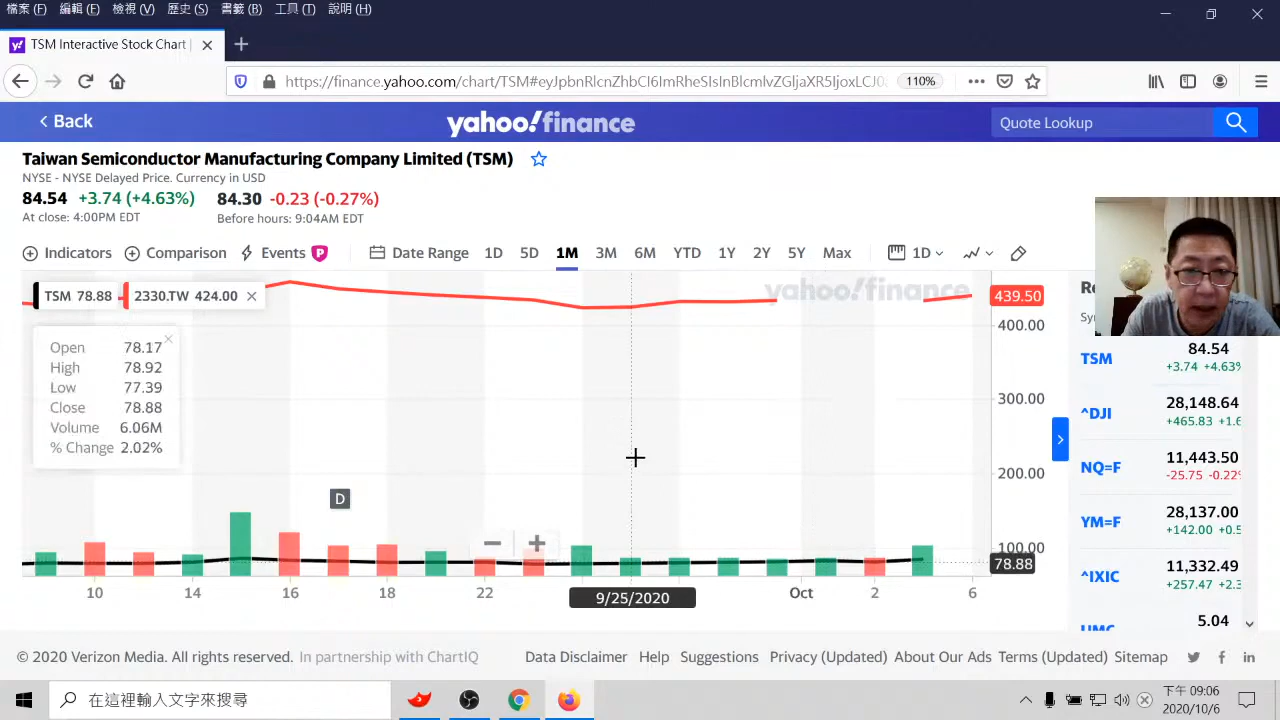 檔案(F) 編輯(E) 檢視(V) 歷史(S) 書籤(B) 工具(T) 說明(H)
TSM Interactive Stock Chart |
https://finance.yahoo.com/chart/TSM#eyJpbnRlcnZhbCI6ImRheSIsInBlcmlvZGljaXR5IjoxLCJ0 110%
Back
yahoo!finance
Quote Lookup
Taiwan Semiconductor Manufacturing Company Limited (TSM)
NYSE - NYSE Delayed Price. Currency in USD
84.54 +3.74 (+4.63%) 84.30 -0.23 (-0.27%)
At close: 4:00PM EDT Before hours: 9:04AM EDT
Indicators Comparison Events P Date Range 1D 5D 1M 3M 6M YTD 1Y 2Y 5Y Max 1D
TSM 78.88 2330.TW 424.00
yahoo!finance
439.50
400.00
300.00
200.00
100.00
78.88
Open 78.17
High 78.92
Low 77.39
Close 78.88
Volume 6.06M
% Change 2.02%
D
10 14 16 18 22 9/25/2020 Oct 2 6
TSM 84.54
+3.74 +4.63%
^DJI 28,148.64
+465.83 +1.6
NQ=F 11,443.50
-25.75 -0.22
YM=F 28,137.00
+142.00 +0.5
^IXIC 11,332.49
+257.47 +2.3
UMC 5.04
© 2020 Verizon Media. All rights reserved. In partnership with ChartIQ Data Disclaimer Help Suggestions Privacy (Updated) About Our Ads Terms (Updated) Sitemap
在這裡輸入文字來搜尋
下午 09:06
2020/10/6